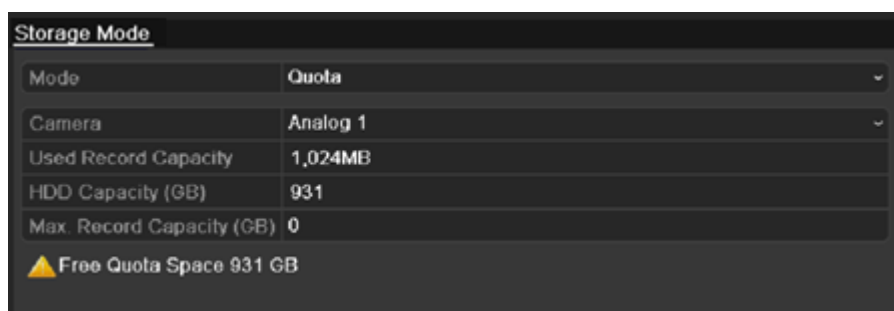 Storage Mode
Mode Quota
Camera Analog 1
Used Record Capacity 1,024MB
HDD Capacity (GB) 931
Max. Record Capacity (GB) 0
Free Quota Space 931 GB